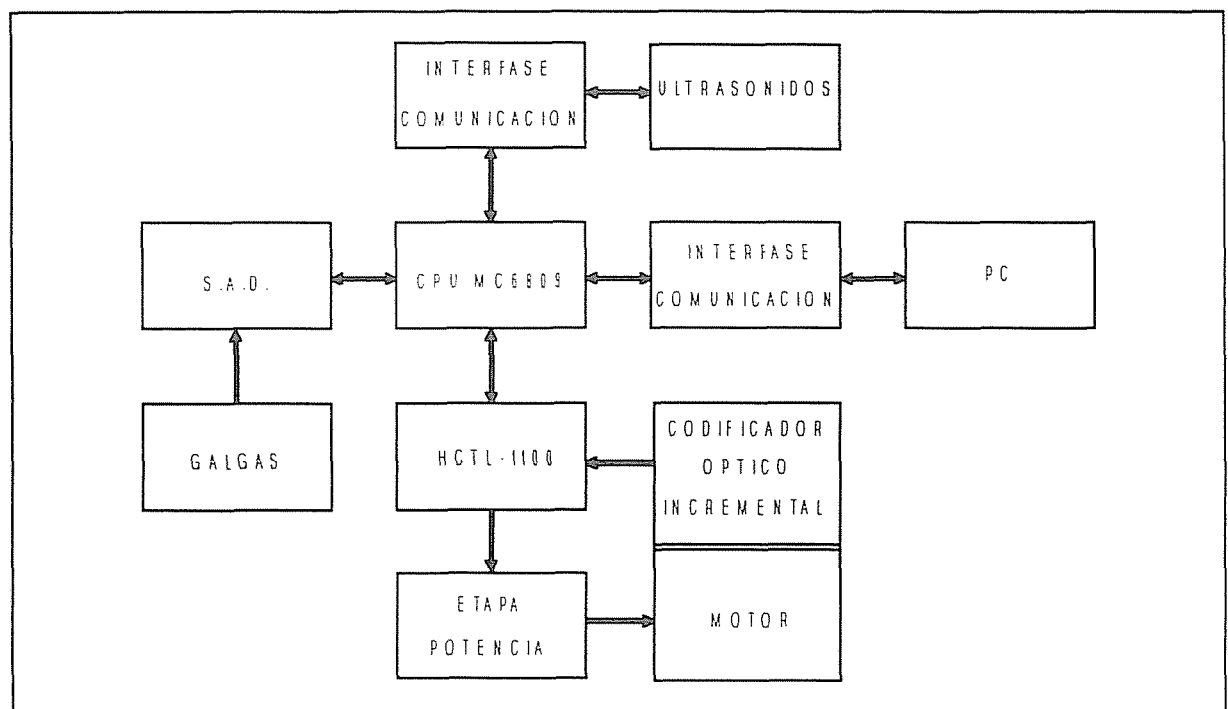 INTERFASE
COMUNICACION
ULTRASONIDOS
S.A.D.
CPU MC6809
INTERFASE
COMUNICACION
PC
GALGAS
HCTL-1100
CODIFICADOR
OPTICO
INCREMENTAL
ETAPA
POTENCIA
MOTOR